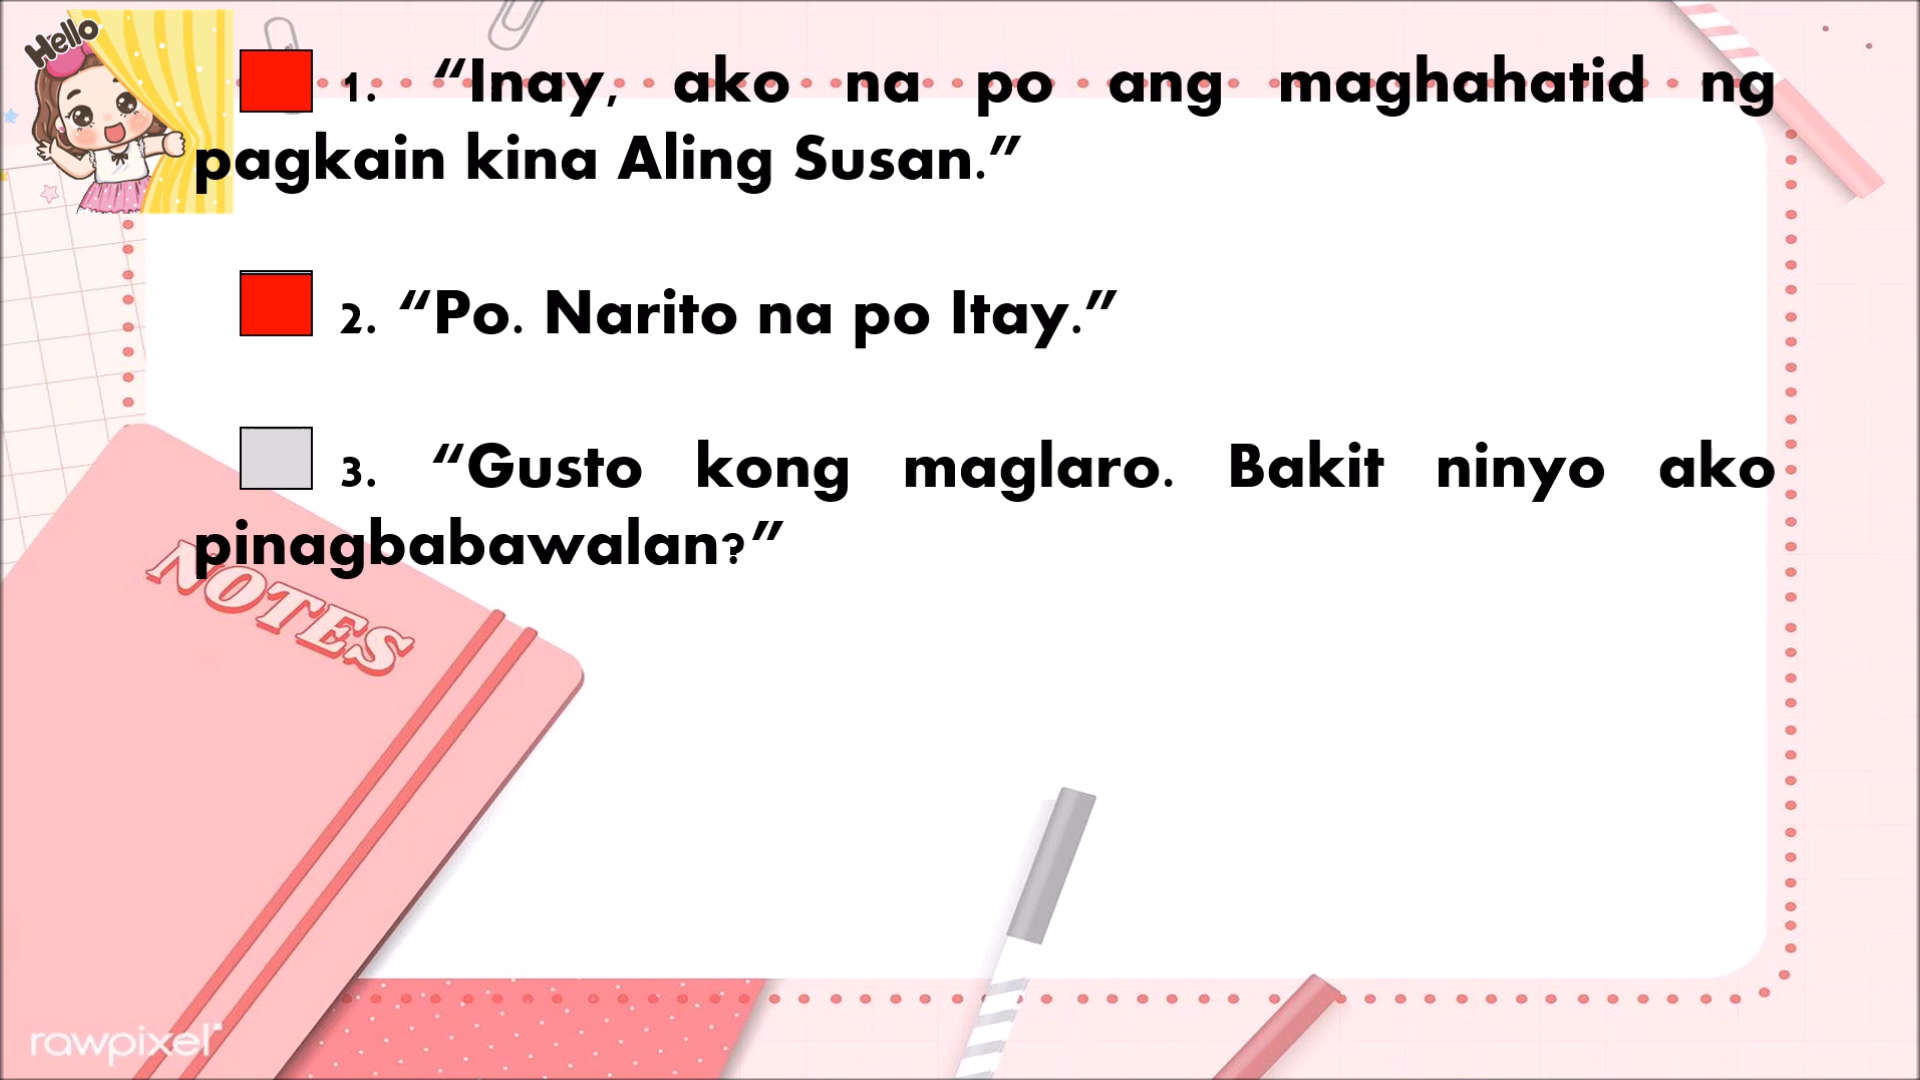 Hello
1. “Inay, ako na po ang maghahatid ng
pagkain kina Aling Susan.”
2. “Po. Narito na po Itay.”
3. “Gusto kong maglaro. Bakit ninyo ako
pinagbabawalan?”
NOTES
rawpixel